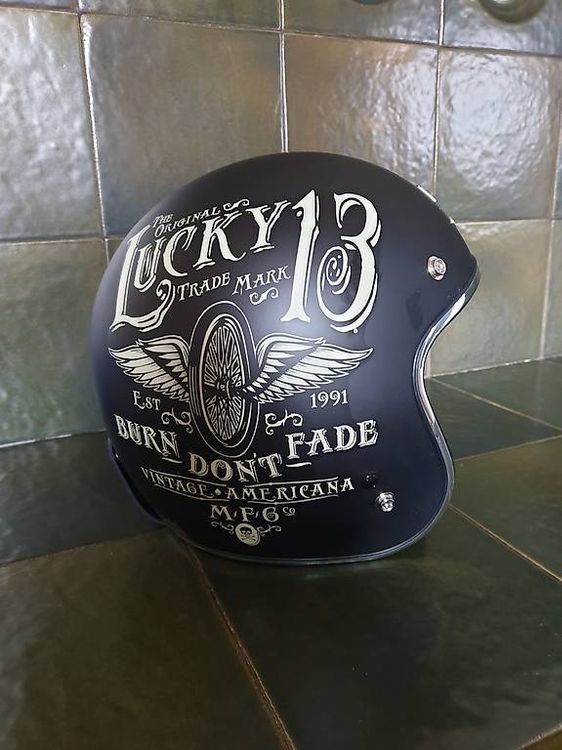 THE ORIGINAL
LUCKY 13
TRADE MARK
EST 1991
BURN DON'T FADE
VINTAGE • AMERICANA
M·F·G Co